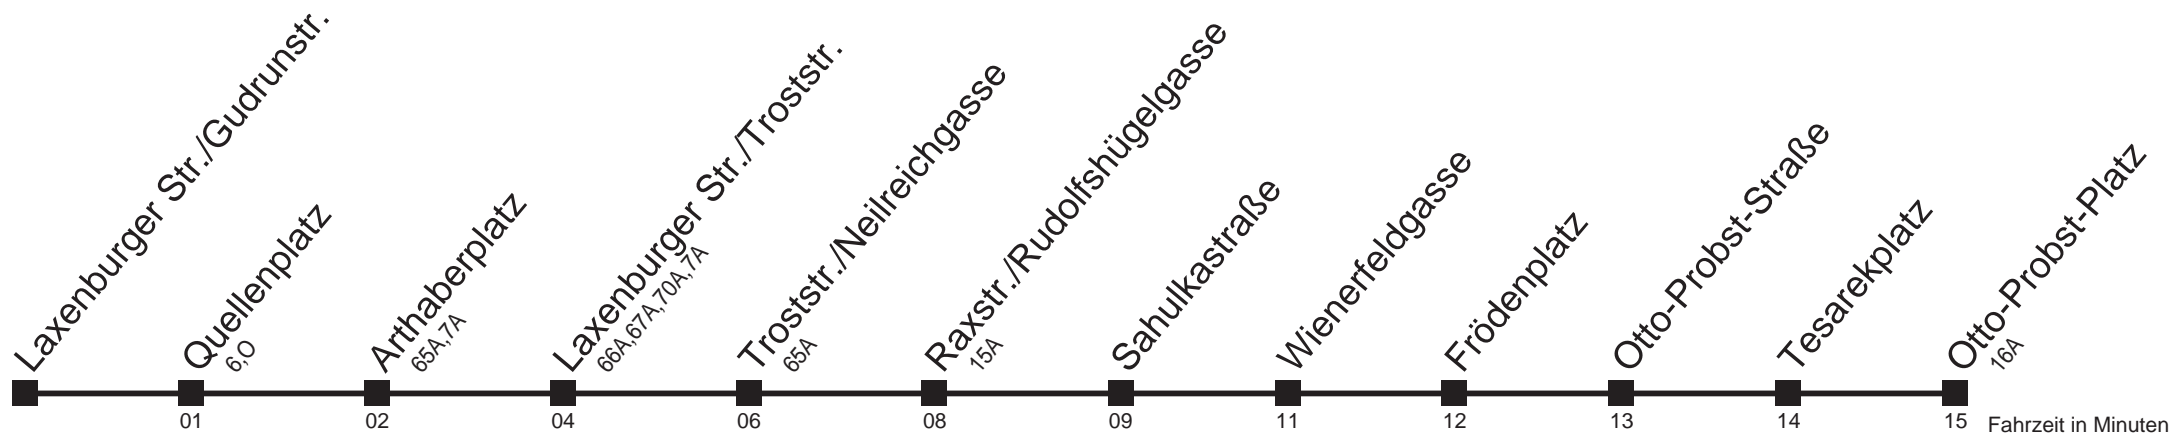 Laxenburger Str./Gudrunstr.
Quellenplatz
6,O
Arthaberplatz
65A,7A
Laxenburger Str./Troststr.
66A,67A,70A,7A
Troststr./Neilreichgasse
65A
Raxstr./Rudolfshügelgasse
15A
Sahulkastraße
Wienerfeldgasse
Frödenplatz
Otto-Probst-Straße
Tesarekplatz
Otto-Probst-Platz
16A
01 02 04 06 08 09 11 12 13 14 15 Fahrzeit in Minuten